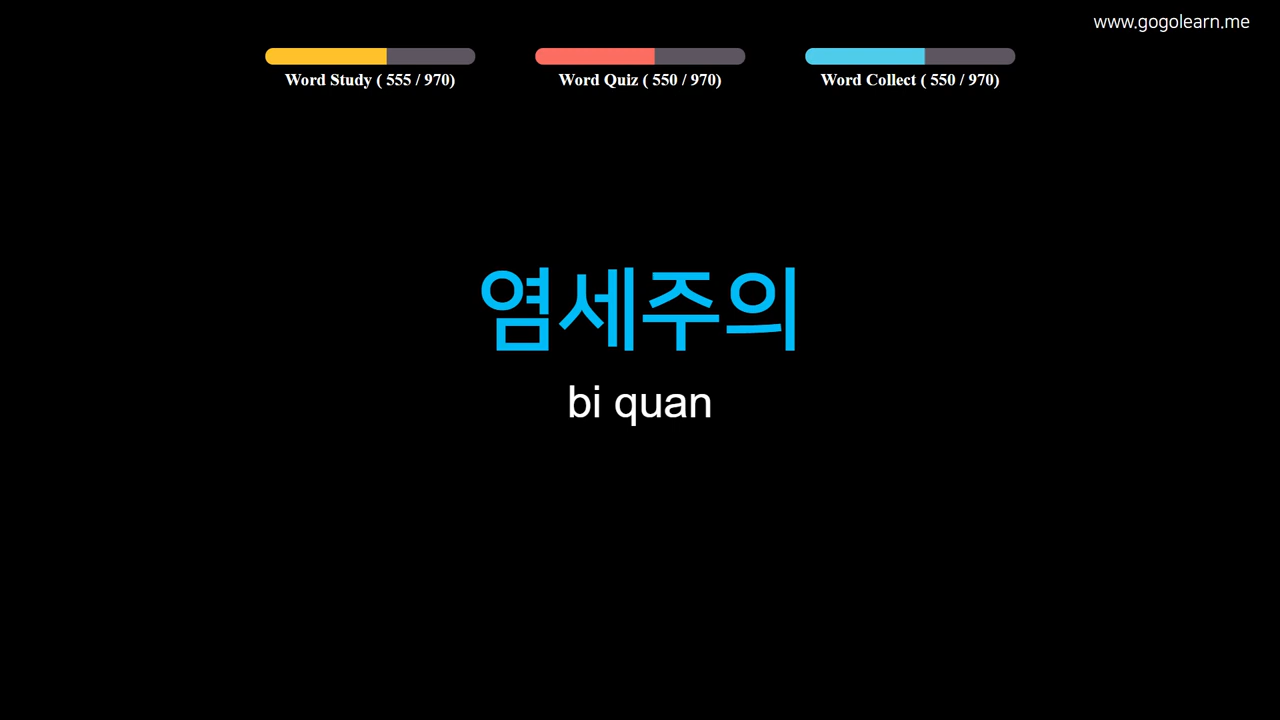 www.gogolearn.me
Word Study ( 555 / 970)
Word Quiz ( 550 / 970)
Word Collect ( 550 / 970)
염세주의
bi quan